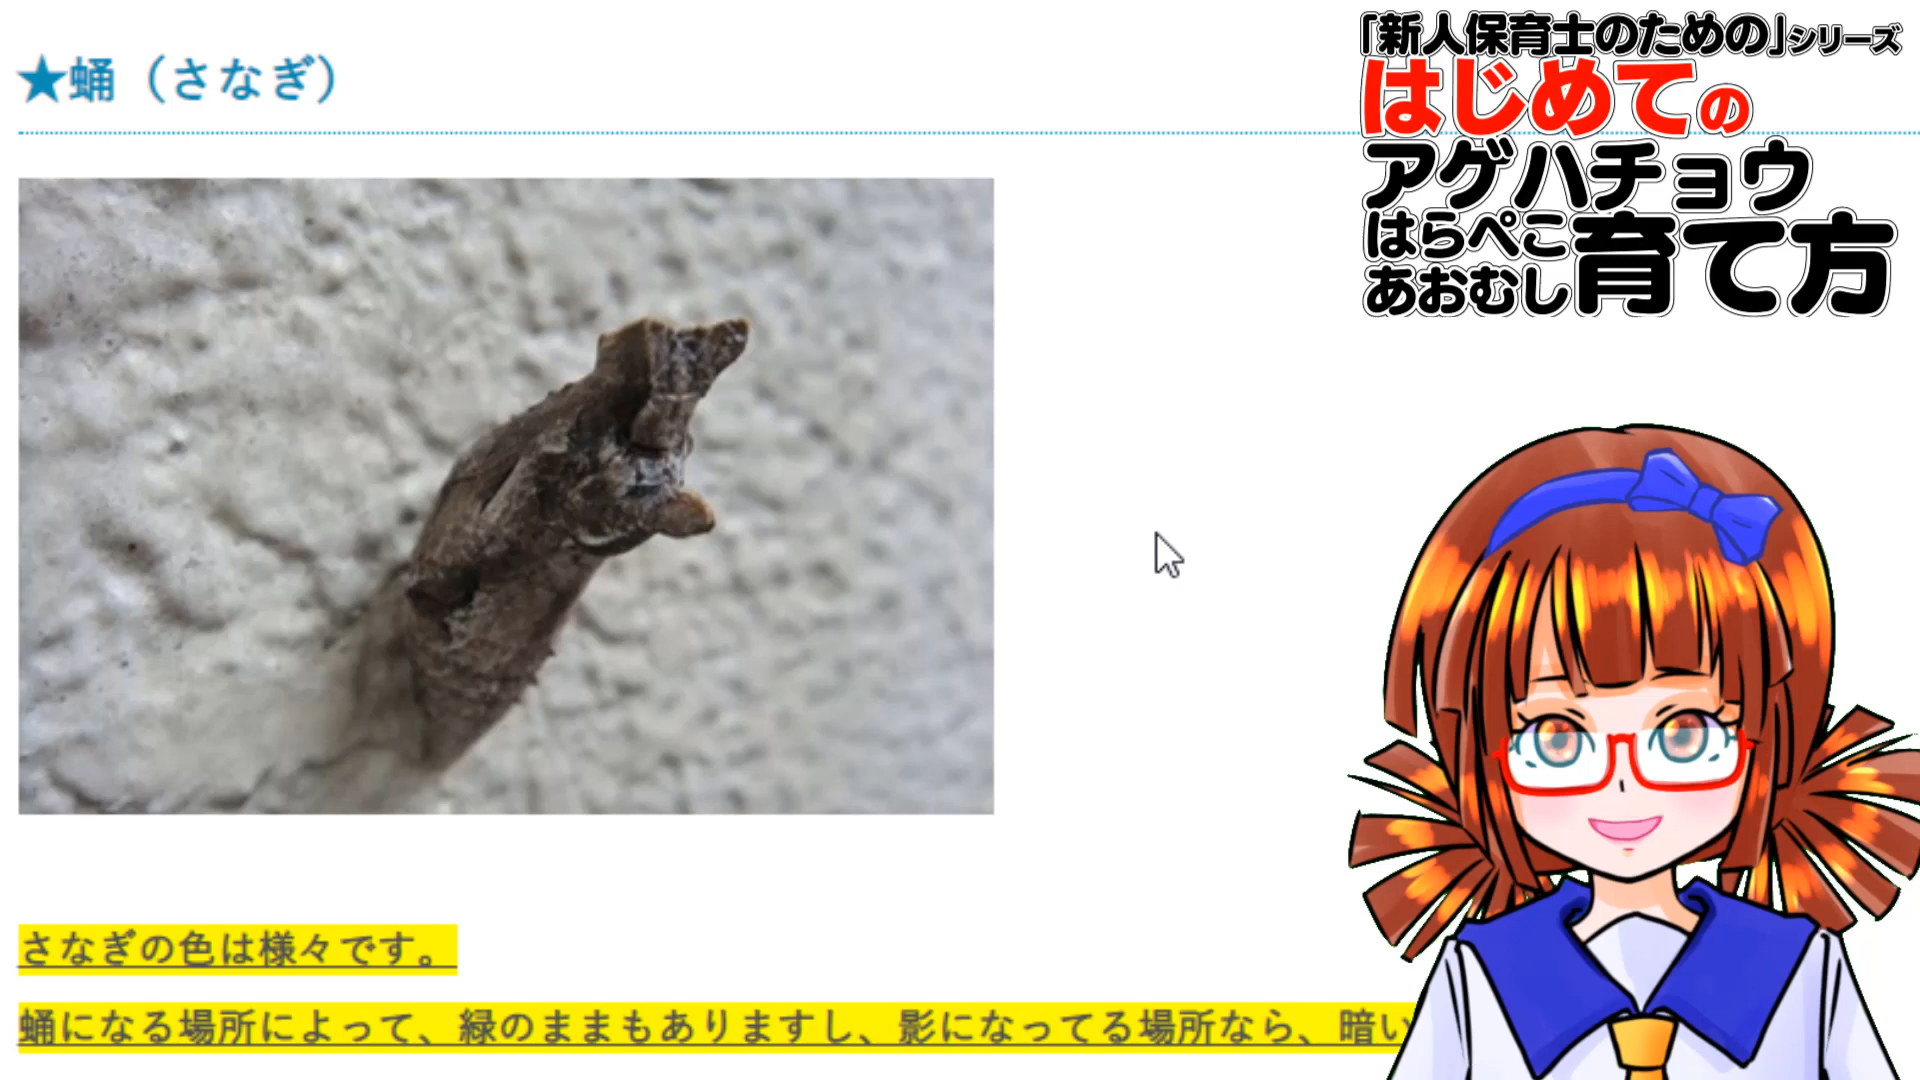 ★蛹（さなぎ）
「新人保育士のための」シリーズ
はじめての
アゲハチョウ
はらぺこ
あおむし育て方
さなぎの色は様々です。
蛹になる場所によって、緑のままもありますし、影になってる場所なら、暗い